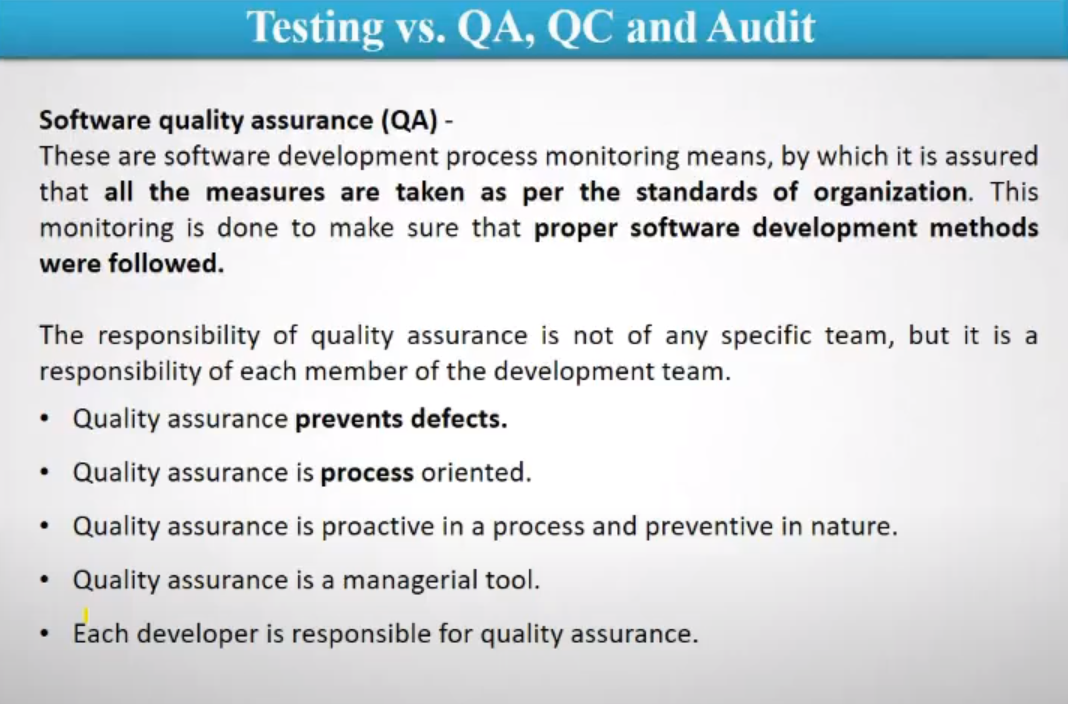 Testing vs. QA, QC and Audit
Software quality assurance (QA) -
These are software development process monitoring means, by which it is assured
that all the measures are taken as per the standards of organization. This
monitoring is done to make sure that proper software development methods
were followed.
The responsibility of quality assurance is not of any specific team, but it is a
responsibility of each member of the development team.
• Quality assurance prevents defects.
• Quality assurance is process oriented.
• Quality assurance is proactive in a process and preventive in nature.
• Quality assurance is a managerial tool.
• Each developer is responsible for quality assurance.